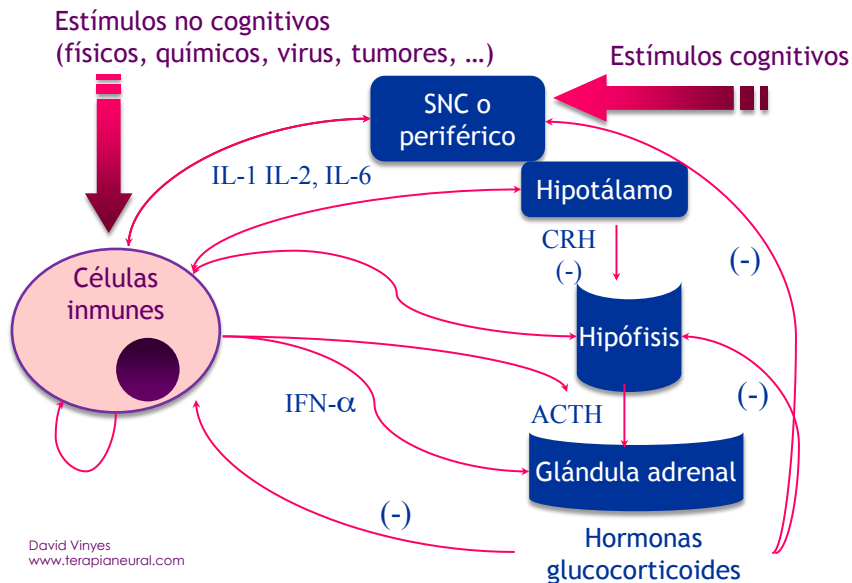 Estímulos no cognitivos
(físicos, químicos, virus, tumores, …)
Estímulos cognitivos
SNC o
periférico
IL-1 IL-2, IL-6
Hipotálamo
CRH
(-)
(-)
Células
inmunes
Hipófisis
(-)
IFN-α
ACTH
Glándula adrenal
(-)
Hormonas
glucocorticoides
David Vinyes
www.terapianeural.com